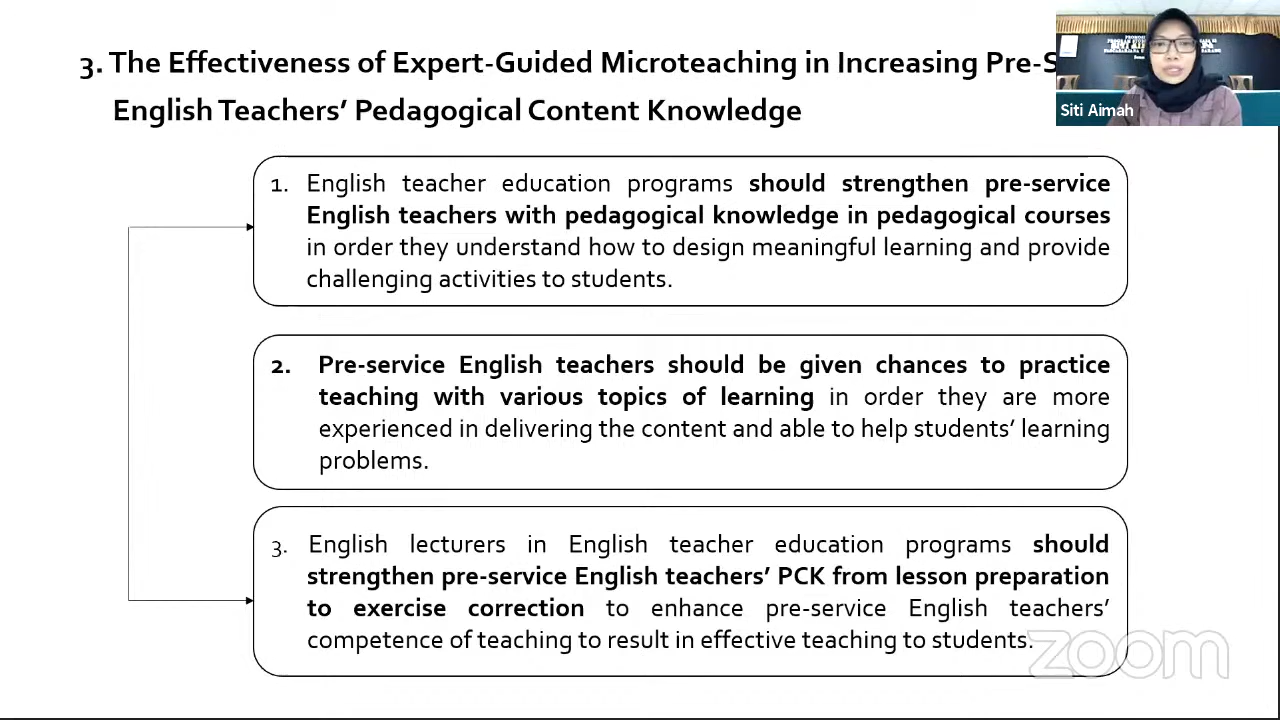 3. The Effectiveness of Expert-Guided Microteaching in Increasing Pre-S
English Teachers’ Pedagogical Content Knowledge
Siti Aimah
1. English teacher education programs should strengthen pre-service
English teachers with pedagogical knowledge in pedagogical courses
in order they understand how to design meaningful learning and provide
challenging activities to students.
2. Pre-service English teachers should be given chances to practice
teaching with various topics of learning in order they are more
experienced in delivering the content and able to help students’ learning
problems.
3. English lecturers in English teacher education programs should
strengthen pre-service English teachers’ PCK from lesson preparation
to exercise correction to enhance pre-service English teachers’
competence of teaching to result in effective teaching to students.
zoom